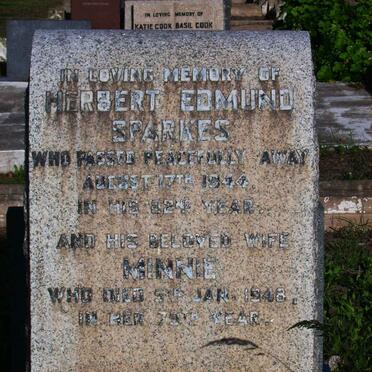 IN LOVING MEMORY OF
KATIE COOK BASIL COOK
IN LOVING MEMORY OF
HERBERT EDMUND
SPARKES
WHO PASSED PEACEFULLY AWAY
AUGUST 17TH 1944
IN HIS YEAR.
AND HIS BELOVED WIFE
MINNIE
WHO DIED 5TH JAN. 1948,
IN HER YEAR.